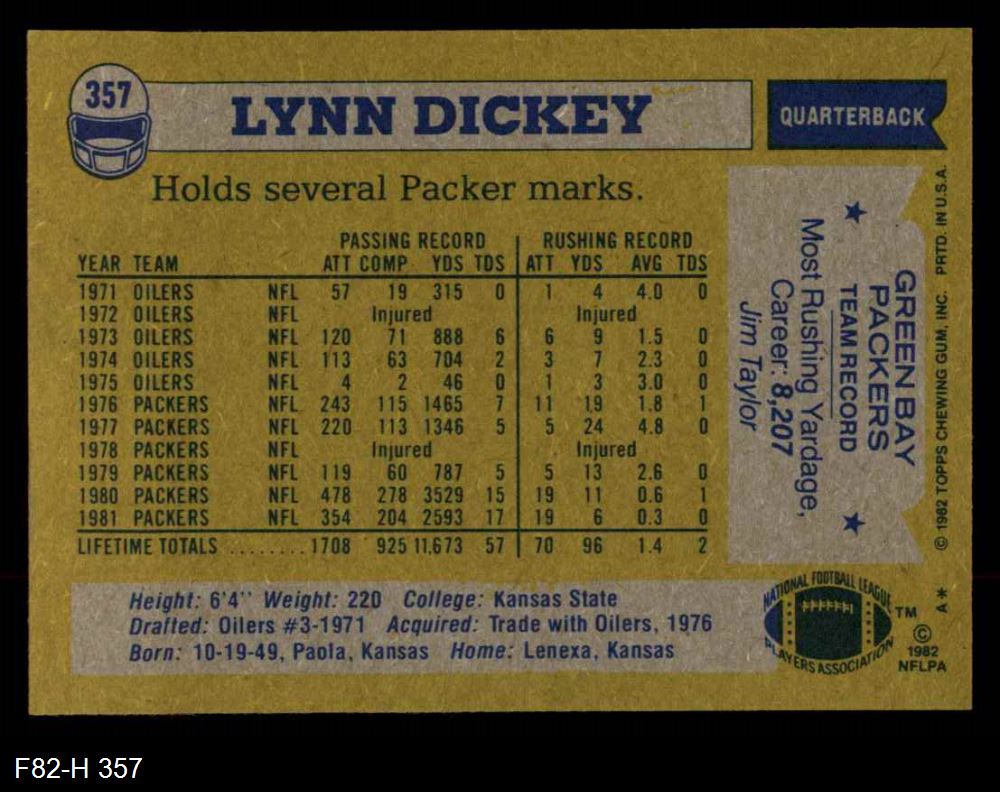 357
LYNN DICKEY
QUARTERBACK
Holds several Packer marks.
PASSING RECORD RUSHING RECORD
YEAR TEAM ATT COMP YDS TDS ATT YDS AVG TDS
1971 OILERS NFL 57 19 315 0 1 4 4.0 0
1972 OILERS NFL Injured Injured
1973 OILERS NFL 120 71 888 6 6 9 1.5 0
1974 OILERS NFL 113 63 704 2 3 7 2.3 0
1975 OILERS NFL 4 2 46 0 1 3 3.0 0
1976 PACKERS NFL 243 115 1465 7 11 19 1.8 1
1977 PACKERS NFL 220 113 1346 5 5 24 4.8 0
1978 PACKERS NFL Injured Injured
1979 PACKERS NFL 119 60 787 5 5 13 2.6 0
1980 PACKERS NFL 478 278 3529 15 19 11 0.6 1
1981 PACKERS NFL 354 204 2593 17 19 6 0.3 0
LIFETIME TOTALS ........ 1708 925 11,673 57 70 96 1.4 2
GREEN BAY
PACKERS
TEAM RECORD
Most Rushing Yardage,
Career: 8,207
Jim Taylor
© 1982 TOPPS CHEWING GUM, INC. PRTD. IN U.S.A.
A*
Height: 6'4" Weight: 220 College: Kansas State
Drafted: Oilers #3-1971 Acquired: Trade with Oilers, 1976
Born: 10-19-49, Paola, Kansas Home: Lenexa, Kansas
NATIONAL FOOTBALL LEAGUE
PLAYERS ASSOCIATION
TM
©
1982
NFLPA
F82-H 357